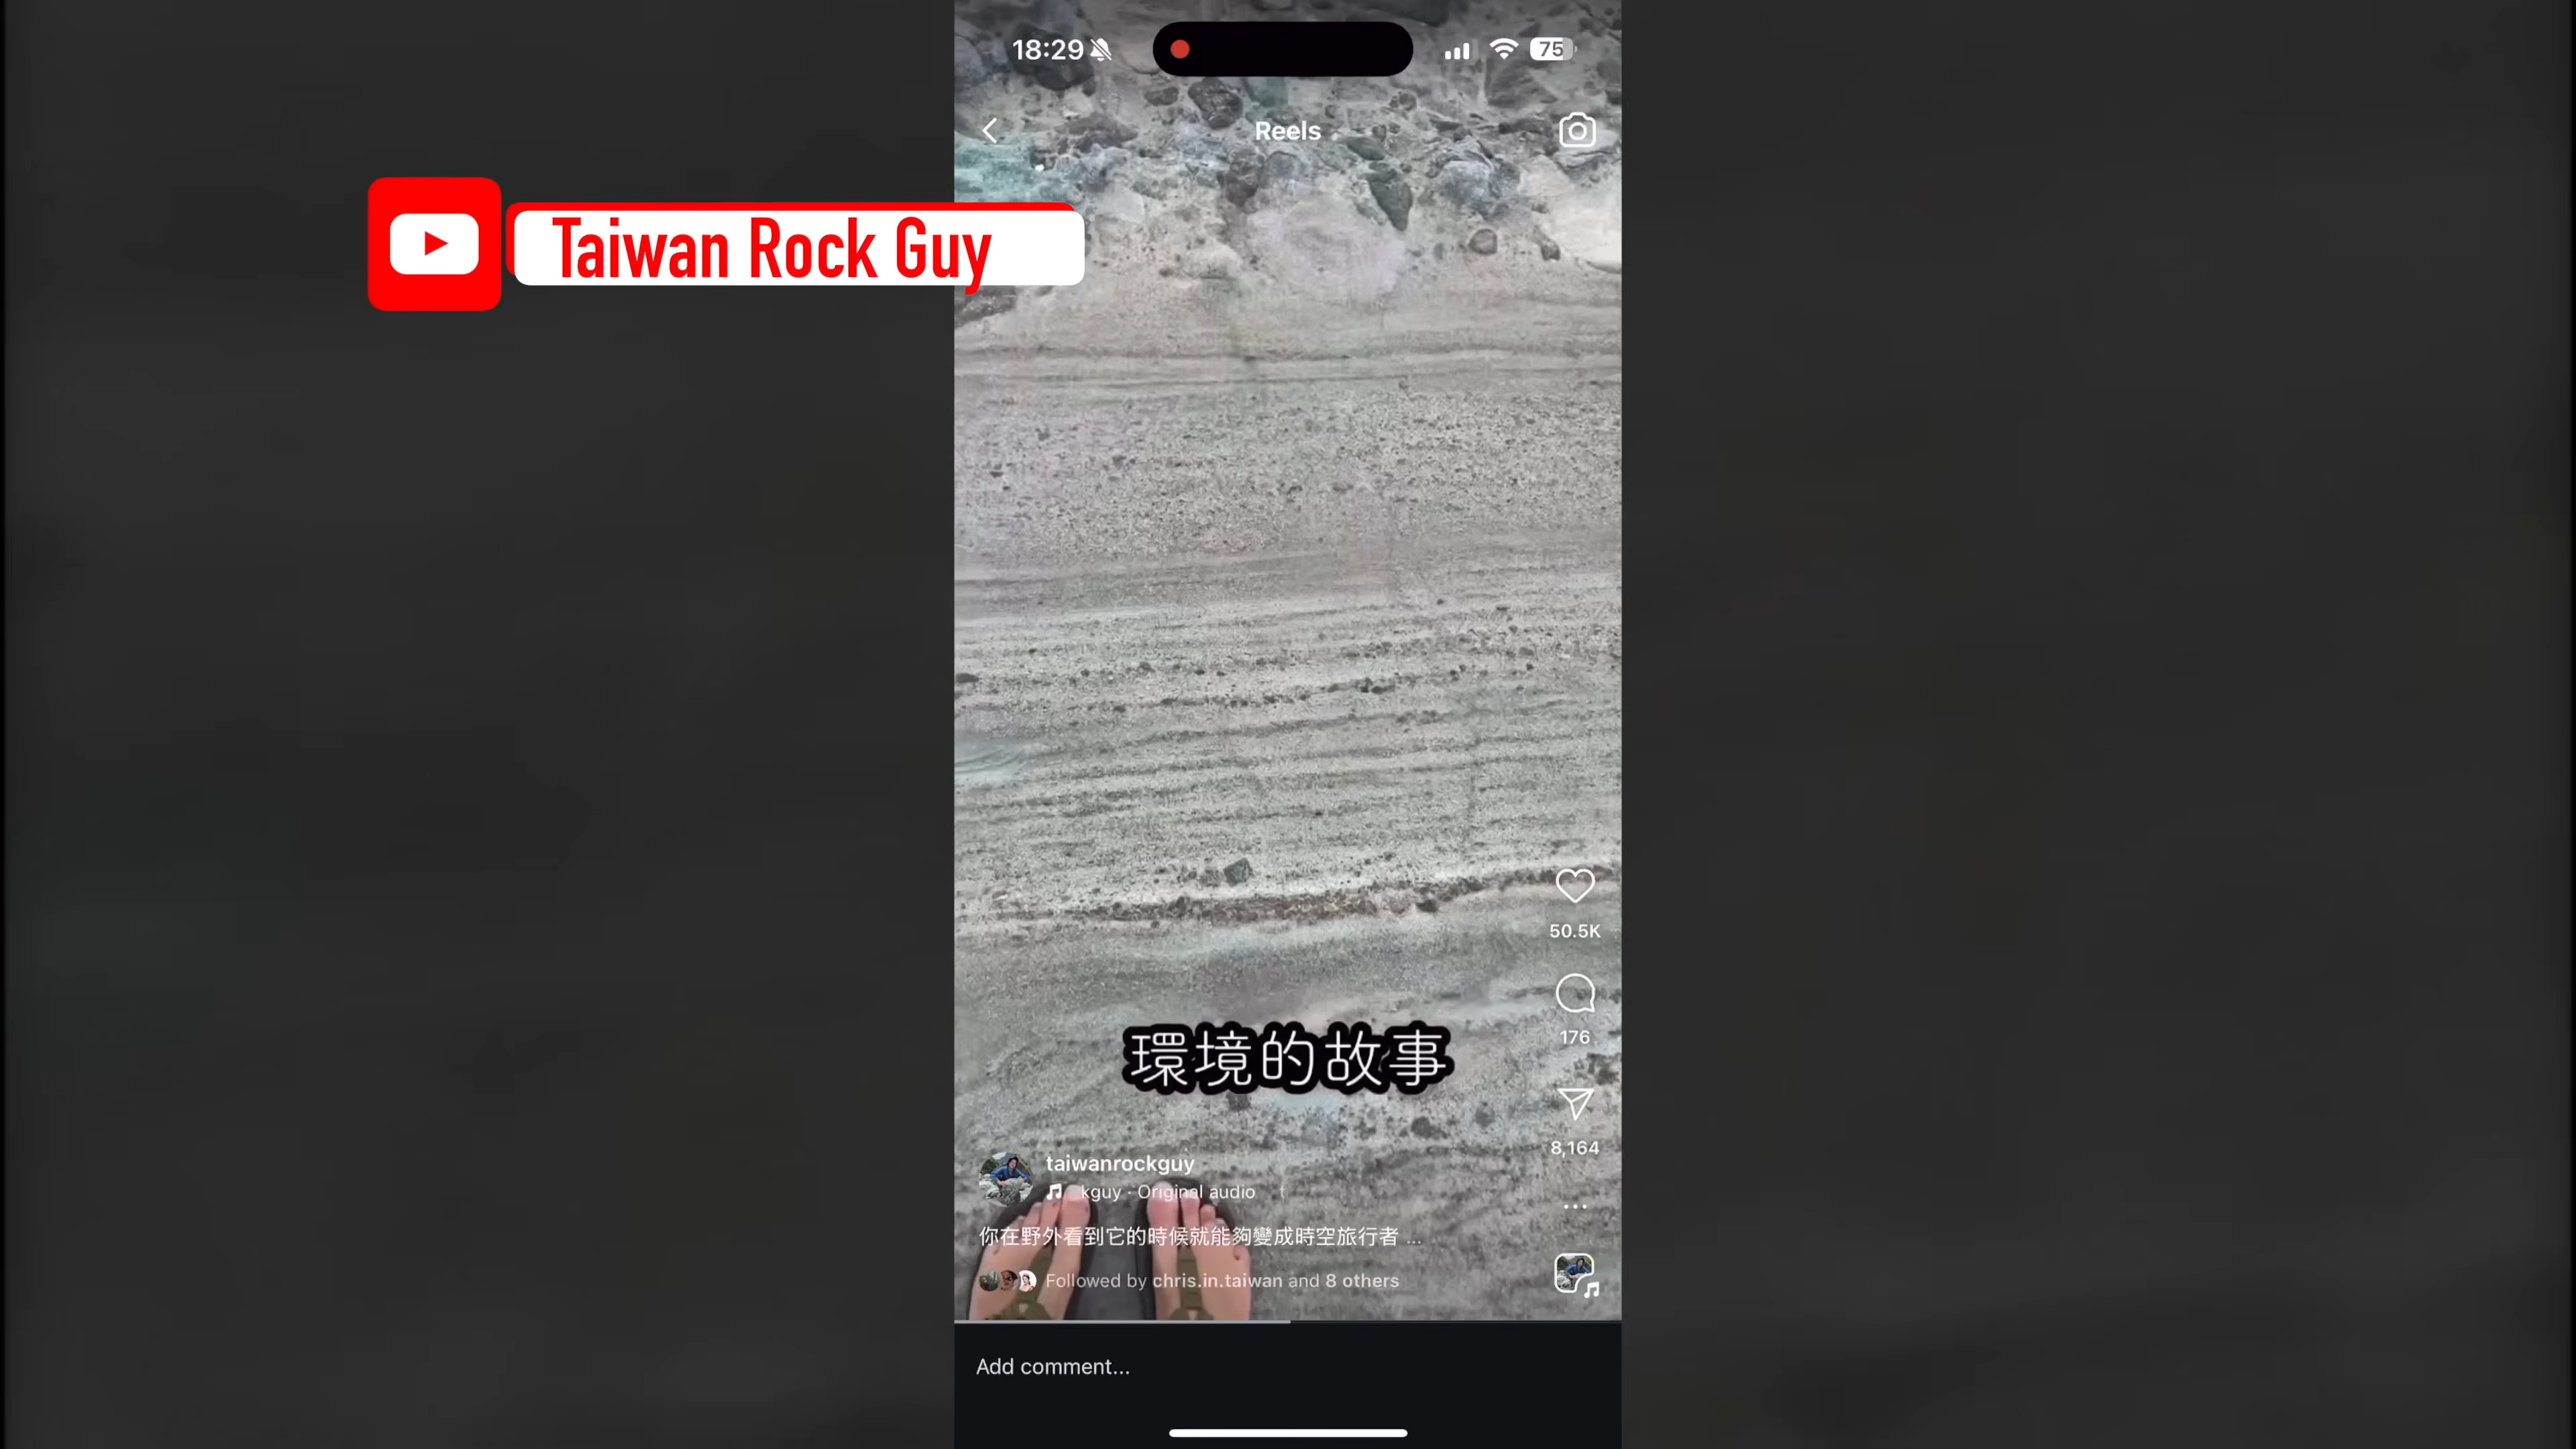 18:29
75
Reels
Taiwan Rock Guy
50.5K
176
環境的故事
8,164
taiwanrockguy
kguy · Original audio
你在野外看到它的時候就能夠變成時空旅行者 ...
Followed by chris.in.taiwan and 8 others
Add comment...